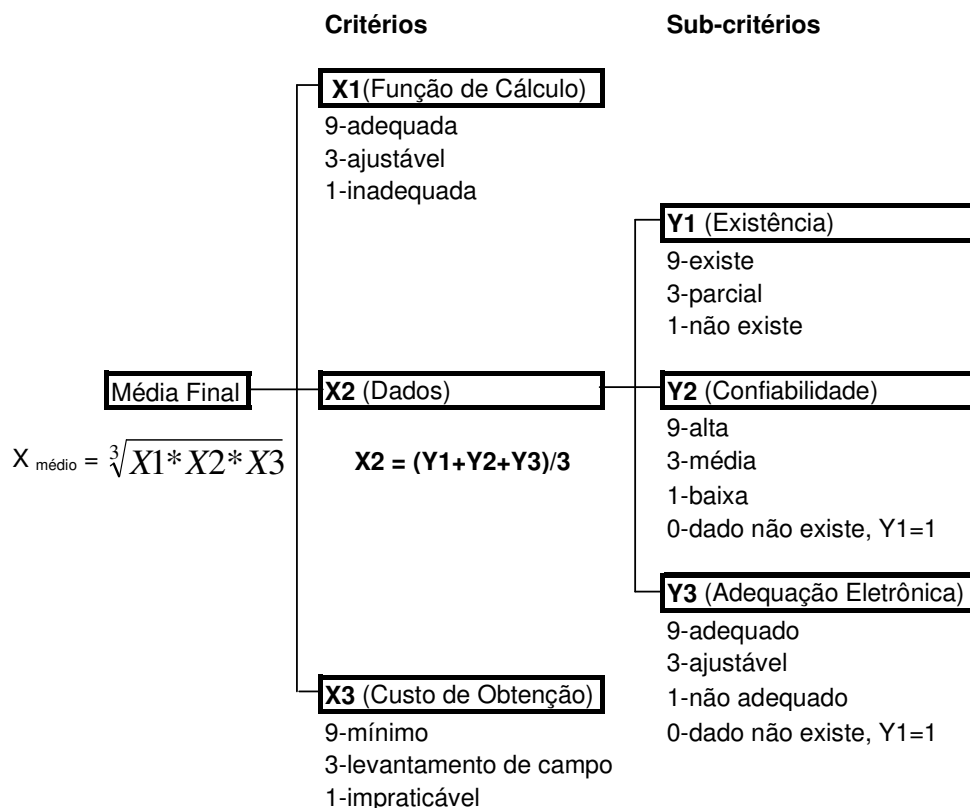 Critérios
Sub-critérios
X1(Função de Cálculo)
9-adequada
3-ajustável
1-inadequada
Y1 (Existência)
9-existe
3-parcial
1-não existe
Média Final
X médio = ∛X1*X2*X3
X2 (Dados)
X2 = (Y1+Y2+Y3)/3
Y2 (Confiabilidade)
9-alta
3-média
1-baixa
0-dado não existe, Y1=1
Y3 (Adequação Eletrônica)
9-adequado
3-ajustável
1-não adequado
0-dado não existe, Y1=1
X3 (Custo de Obtenção)
9-mínimo
3-levantamento de campo
1-impraticável